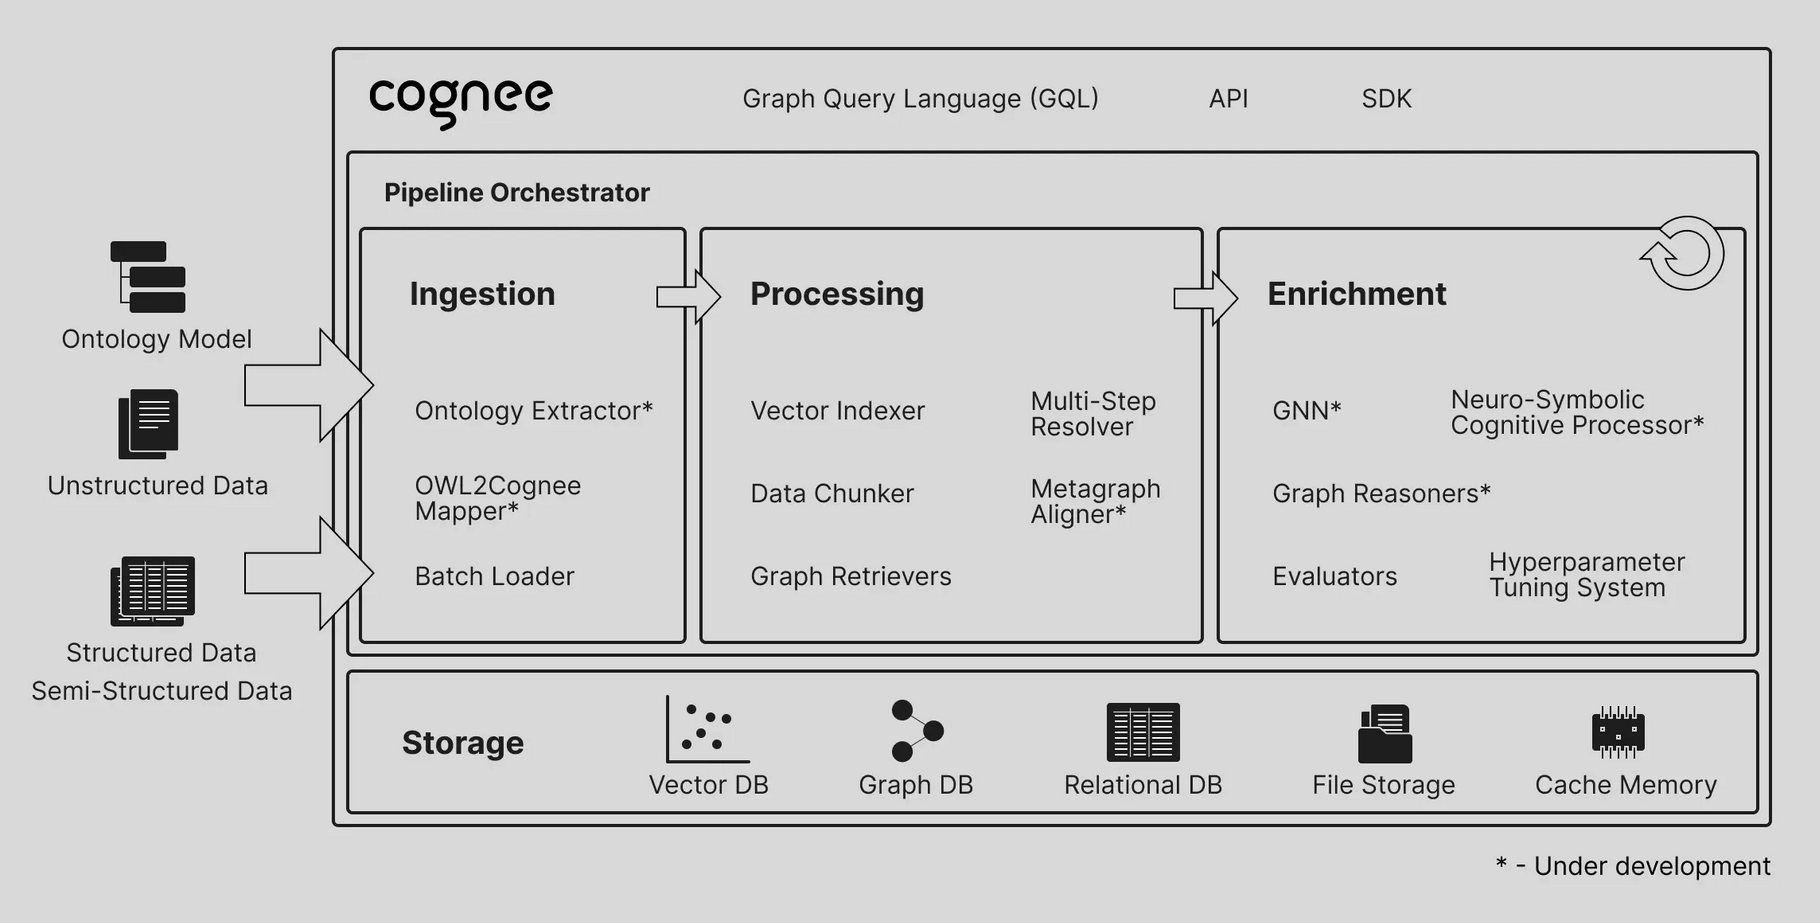 cognee
Graph Query Language (GQL)
API
SDK
Pipeline Orchestrator
Ontology Model
Unstructured Data
Structured Data
Semi-Structured Data
Ingestion
Ontology Extractor*
OWL2Cognee
Mapper*
Batch Loader
Processing
Vector Indexer
Multi-Step
Resolver
Data Chunker
Metagraph
Aligner*
Graph Retrievers
Enrichment
GNN*
Neuro-Symbolic
Cognitive Processor*
Graph Reasoners*
Evaluators
Hyperparameter
Tuning System
Storage
Vector DB
Graph DB
Relational DB
File Storage
Cache Memory
* - Under development